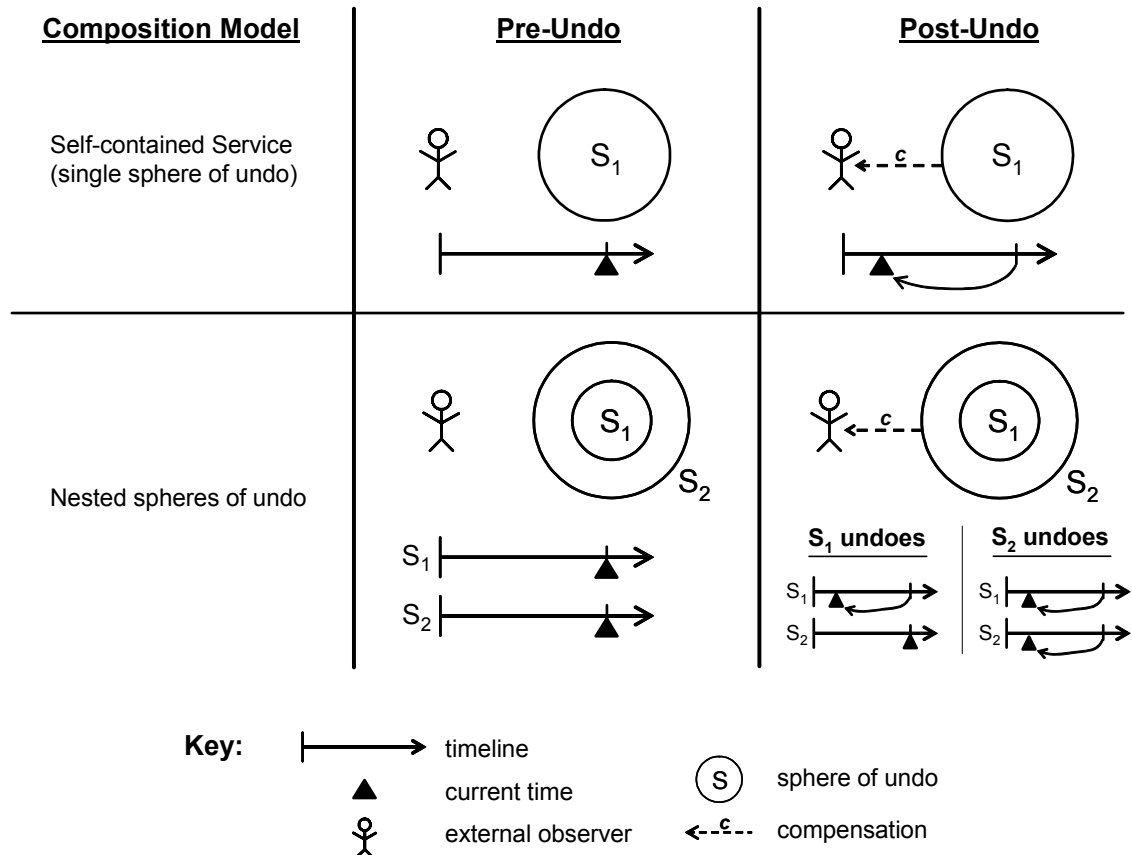 Composition Model
Pre-Undo
Post-Undo
Self-contained Service
(single sphere of undo)
S₁
c
S₁
Nested spheres of undo
S₁
S₂
S₁
S₂
c
S₁
S₂
S₁ undoes
S₁
S₂
S₂ undoes
S₁
S₂
Key:
timeline
current time
external observer
S
sphere of undo
c
compensation